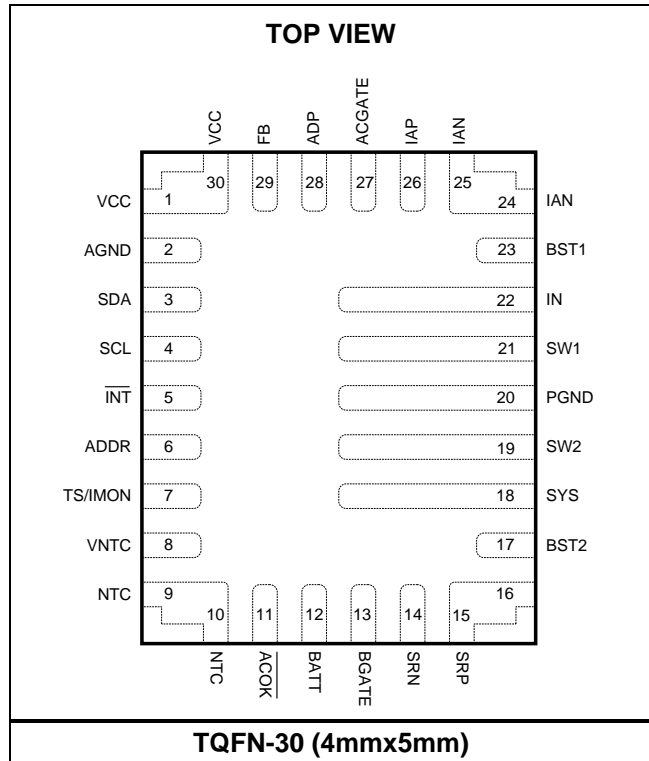 TOP VIEW
VCC FB ADP ACGATE IAP IAN
30 29 28 27 26 25
VCC 1 24 IAN
AGND 2 23 BST1
SDA 3 22 IN
SCL 4 21 SW1
INT 5 20 PGND
ADDR 6 19 SW2
TS/IMON 7 18 SYS
VNTC 8 17 BST2
NTC 9 16
10 11 12 13 14 15
NTC ACOK BATT BGATE SRN SRP
TQFN-30 (4mmx5mm)